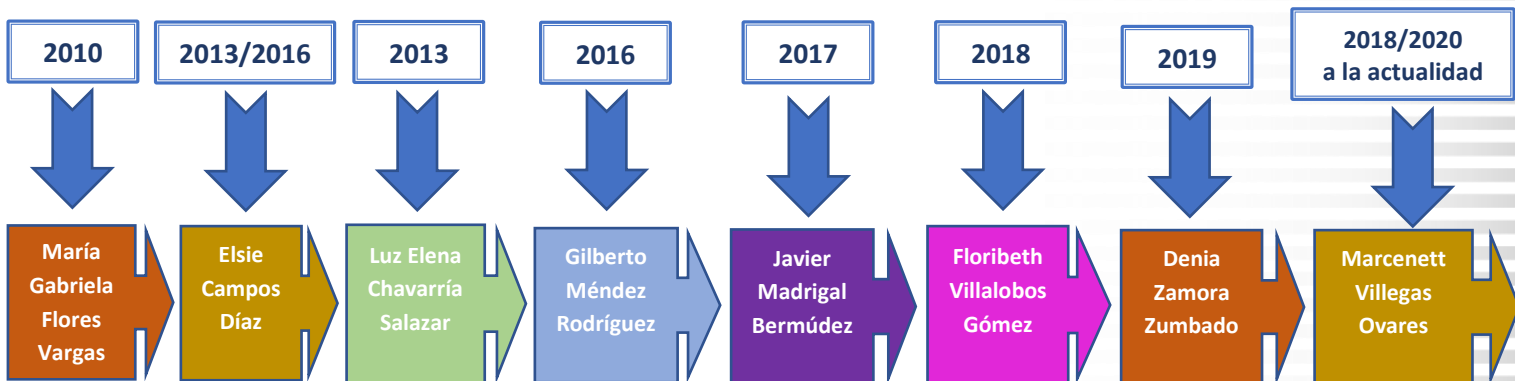 2010
2013/2016
2013
2016
2017
2018
2019
2018/2020
a la actualidad
María
Gabriela
Flores
Vargas
Elsie
Campos
Díaz
Luz Elena
Chavarría
Salazar
Gilberto
Méndez
Rodríguez
Javier
Madrigal
Bermúdez
Floribeth
Villalobos
Gómez
Denia
Zamora
Zumbado
Marcenett
Villegas
Ovares